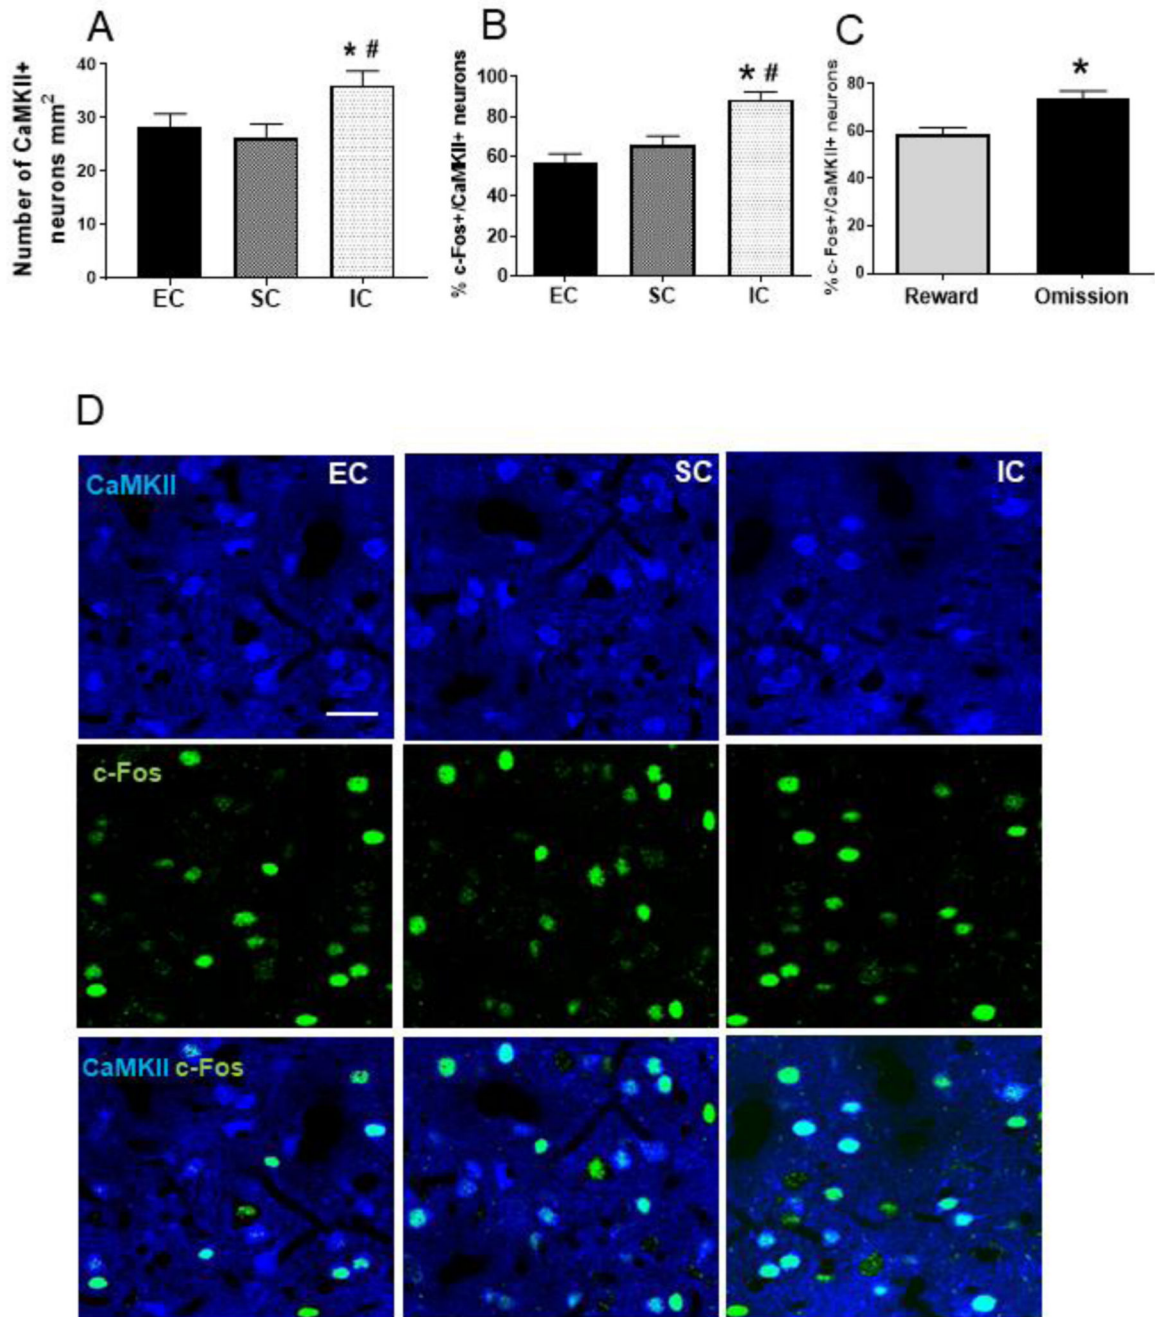 A
Number of CaMKII+
neurons mm2
40
30
20
10
0
* #
EC SC IC
B
% c-Fos+/CaMKII+ neurons
100
80
60
40
20
0
* #
EC SC IC
C
% c-Fos+/CaMKII+ neurons
80
60
40
20
0
*
Reward Omission
D
CaMKII EC SC IC
c-Fos
CaMKII c-Fos